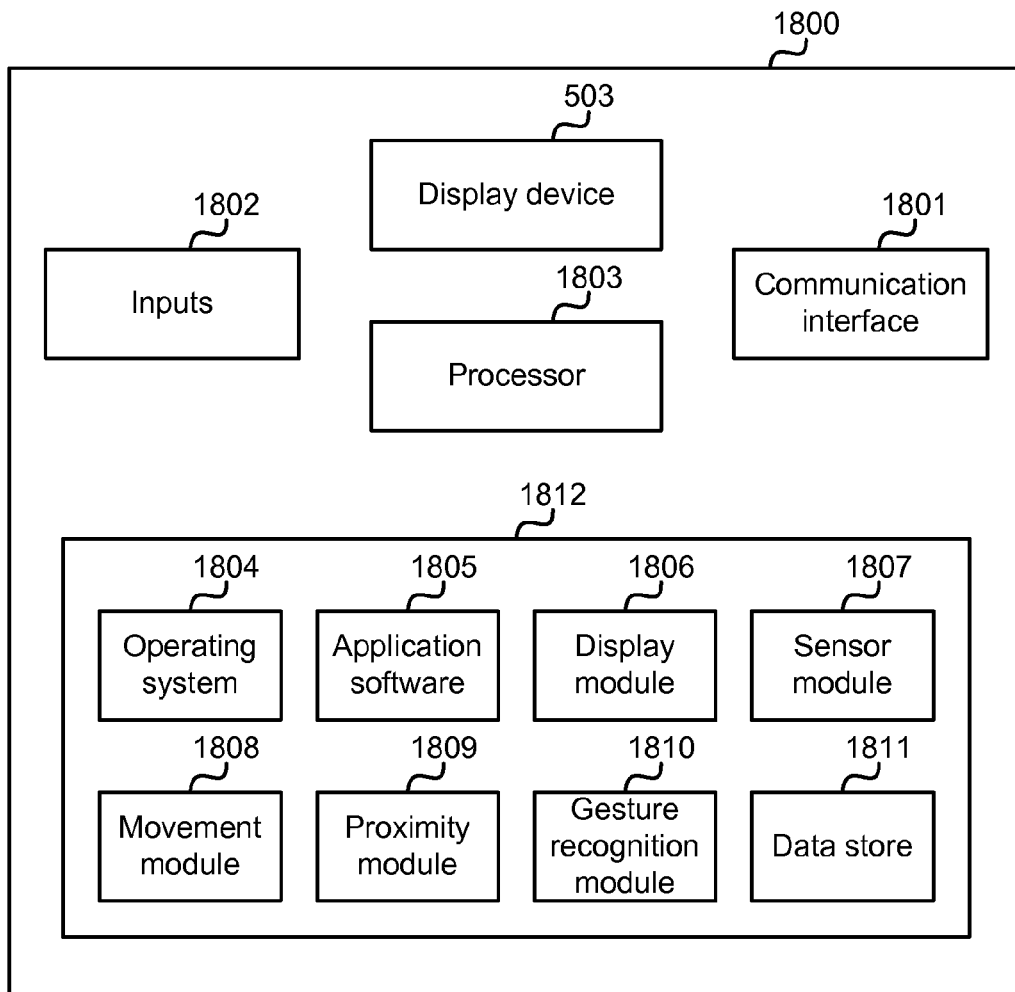 1800
503
Display device
1802
Inputs
1801
Communication
interface
1803
Processor
1812
1804
Operating
system
1805
Application
software
1806
Display
module
1807
Sensor
module
1808
Movement
module
1809
Proximity
module
1810
Gesture
recognition
module
1811
Data store